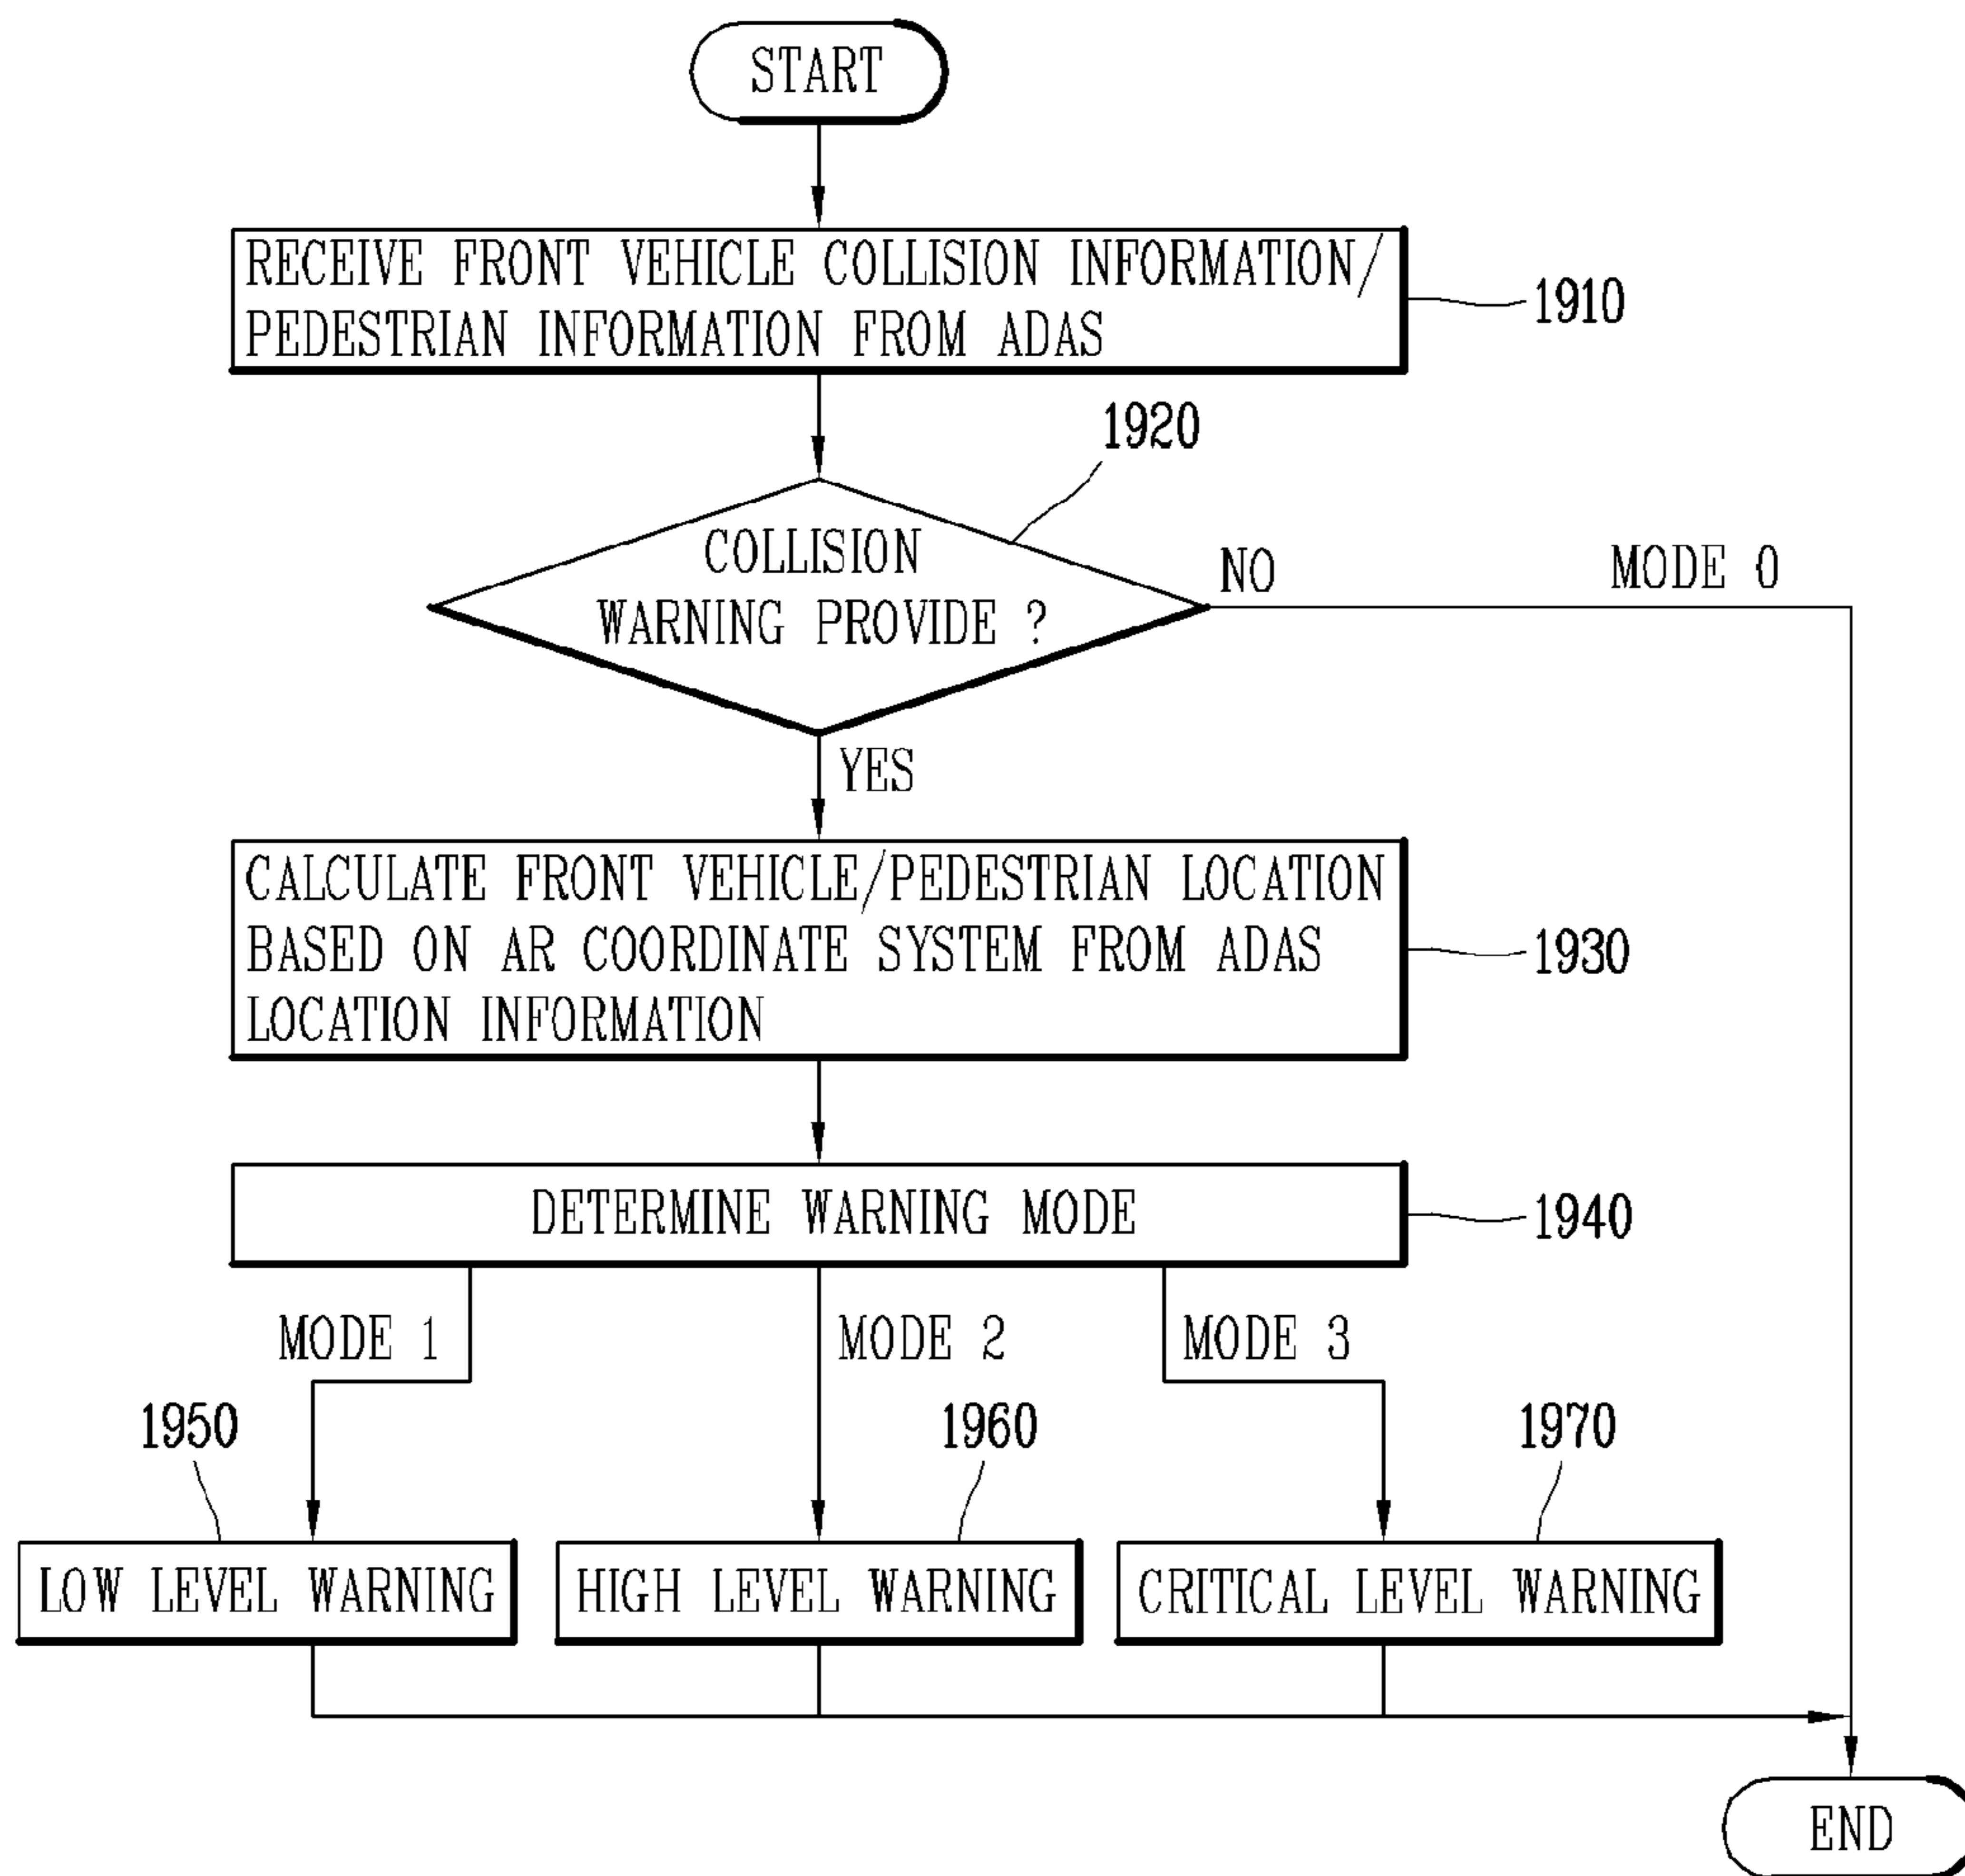 START
RECEIVE FRONT VEHICLE COLLISION INFORMATION/
PEDESTRIAN INFORMATION FROM ADAS
1910
1920
COLLISION
WARNING PROVIDE ?
NO
MODE 0
YES
CALCULATE FRONT VEHICLE/PEDESTRIAN LOCATION
BASED ON AR COORDINATE SYSTEM FROM ADAS
LOCATION INFORMATION
1930
DETERMINE WARNING MODE
1940
MODE 1
MODE 2
MODE 3
1950
1960
1970
LOW LEVEL WARNING
HIGH LEVEL WARNING
CRITICAL LEVEL WARNING
END